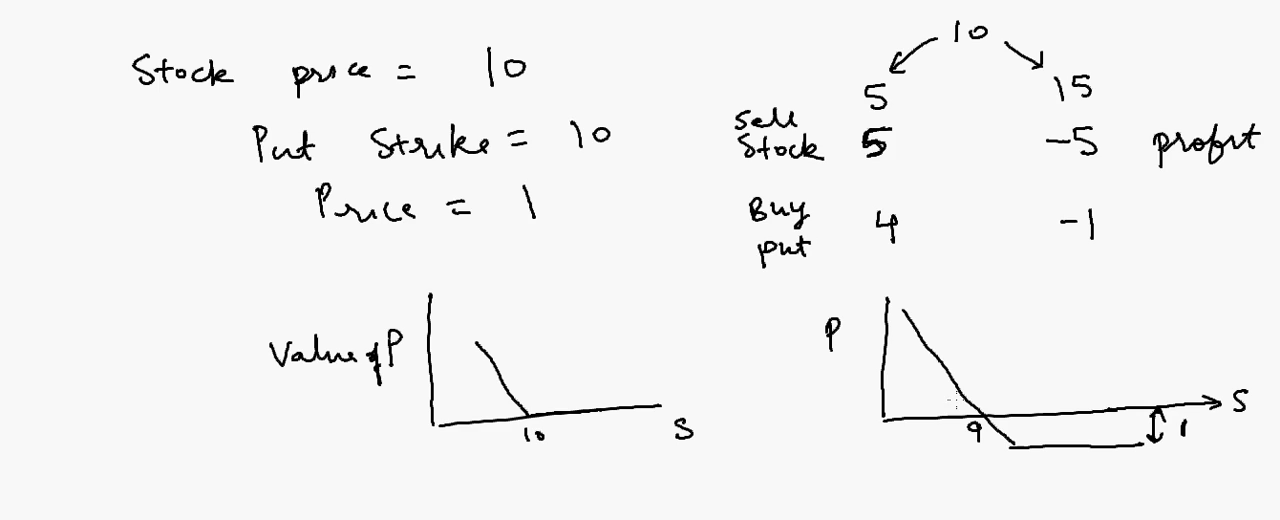 Stock price = 10
Put Strike = 10
Price = 1
10
5 15
Sell Stock 5 -5 profit
Buy put 4 -1
Value of P
10
S
P
9
S
1